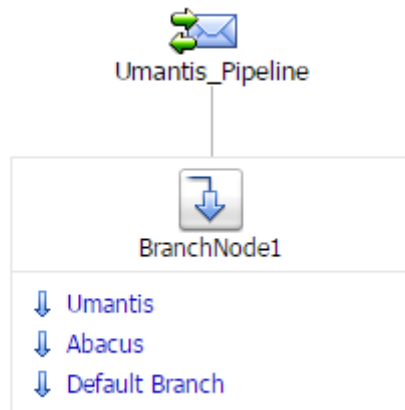 Umantis_Pipeline
BranchNode1
Umantis
Abacus
Default Branch